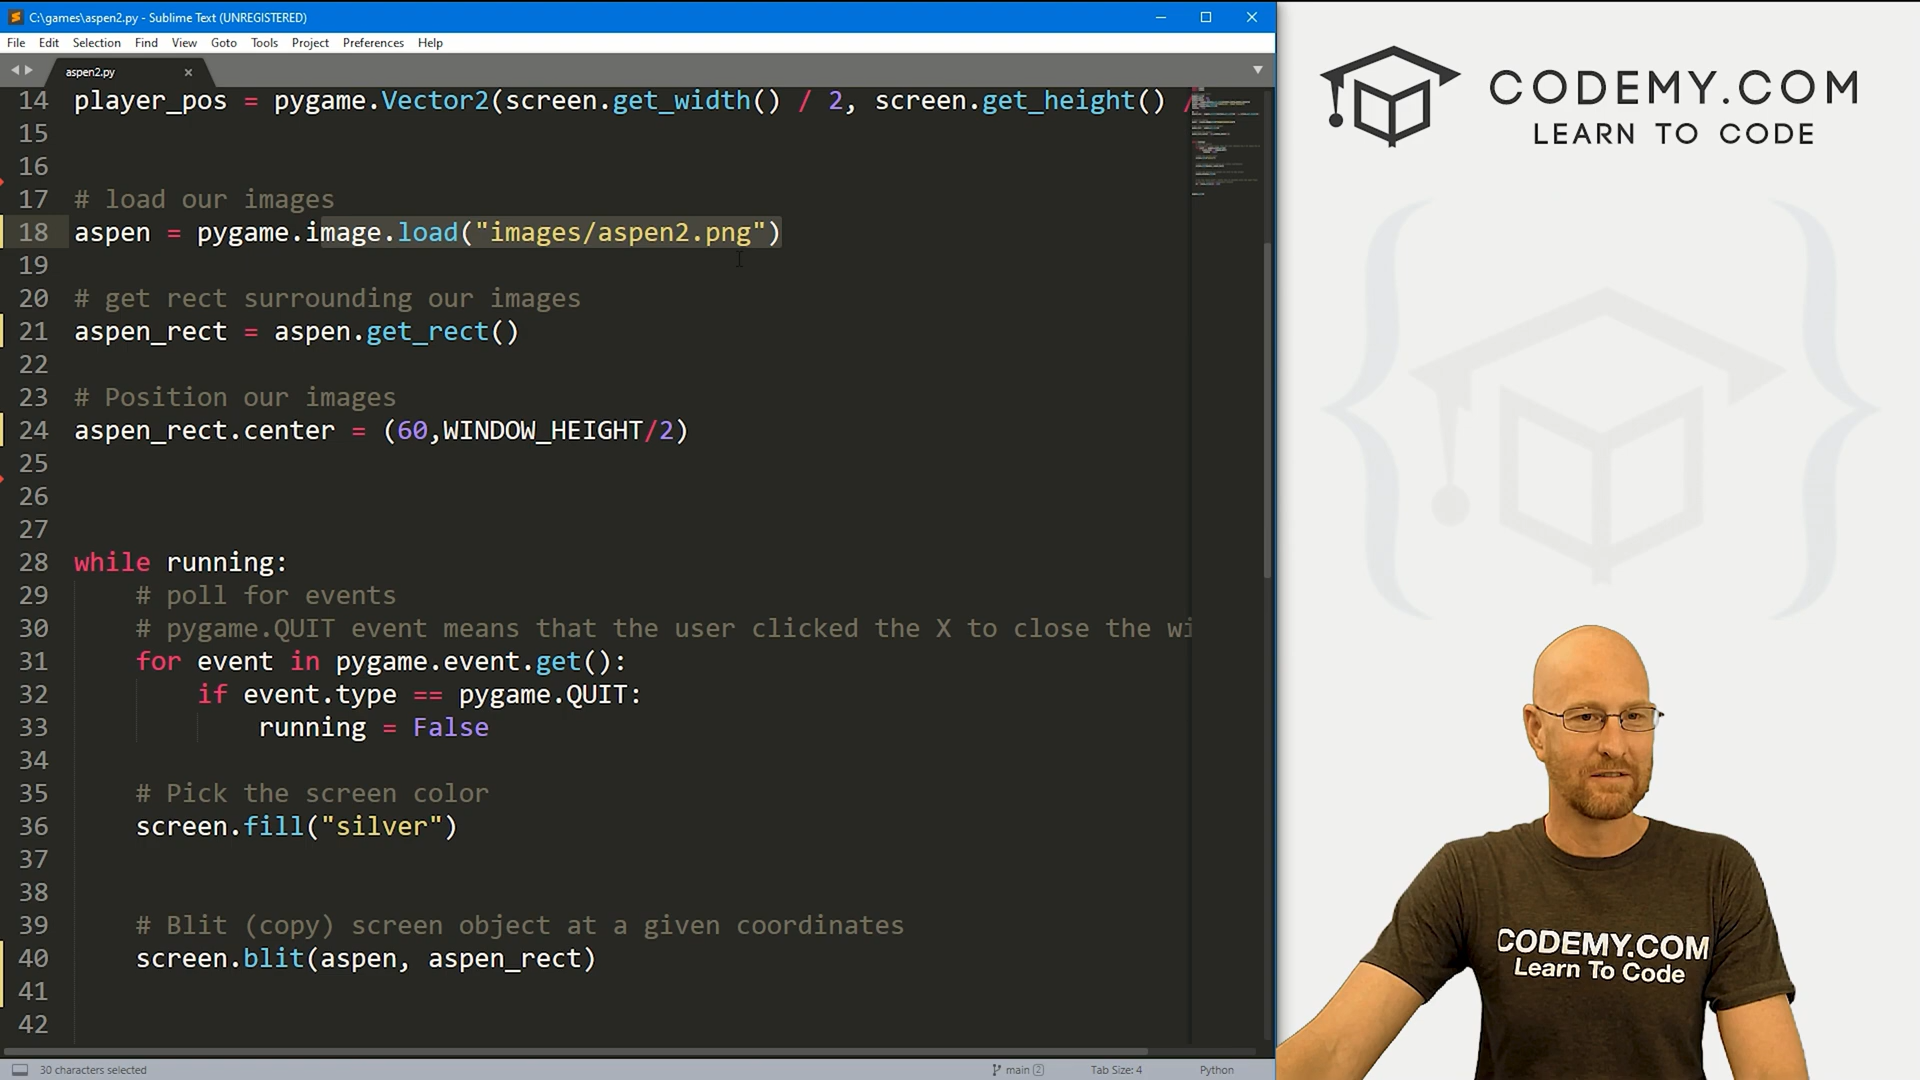 C:\games\aspen2.py - Sublime Text (UNREGISTERED)
File Edit Selection Find View Goto Tools Project Preferences Help
aspen2.py
14 player_pos = pygame.Vector2(screen.get_width() / 2, screen.get_height() /
15
16
17 # load our images
18 aspen = pygame.image.load("images/aspen2.png")
19
20 # get rect surrounding our images
21 aspen_rect = aspen.get_rect()
22
23 # Position our images
24 aspen_rect.center = (60,WINDOW_HEIGHT/2)
25
26
27
28 while running:
29     # poll for events
30     # pygame.QUIT event means that the user clicked the X to close the wi
31     for event in pygame.event.get():
32         if event.type == pygame.QUIT:
33             running = False
34
35     # Pick the screen color
36     screen.fill("silver")
37
38
39     # Blit (copy) screen object at a given coordinates
40     screen.blit(aspen, aspen_rect)
41
42
30 characters selected
main 2
Tab Size: 4
Python
CODEMY.COM
LEARN TO CODE
CODEMY.COM
Learn To Code